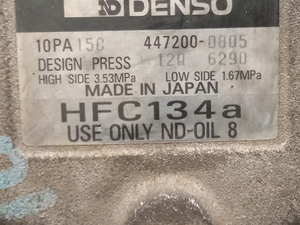 DENSO
10PA15C 447200-0805
DESIGN PRESS 12Q 6290
HIGH SIDE 3.53MPa LOW SIDE 1.67MPa
MADE IN JAPAN
HFC134a
USE ONLY ND-OIL 8